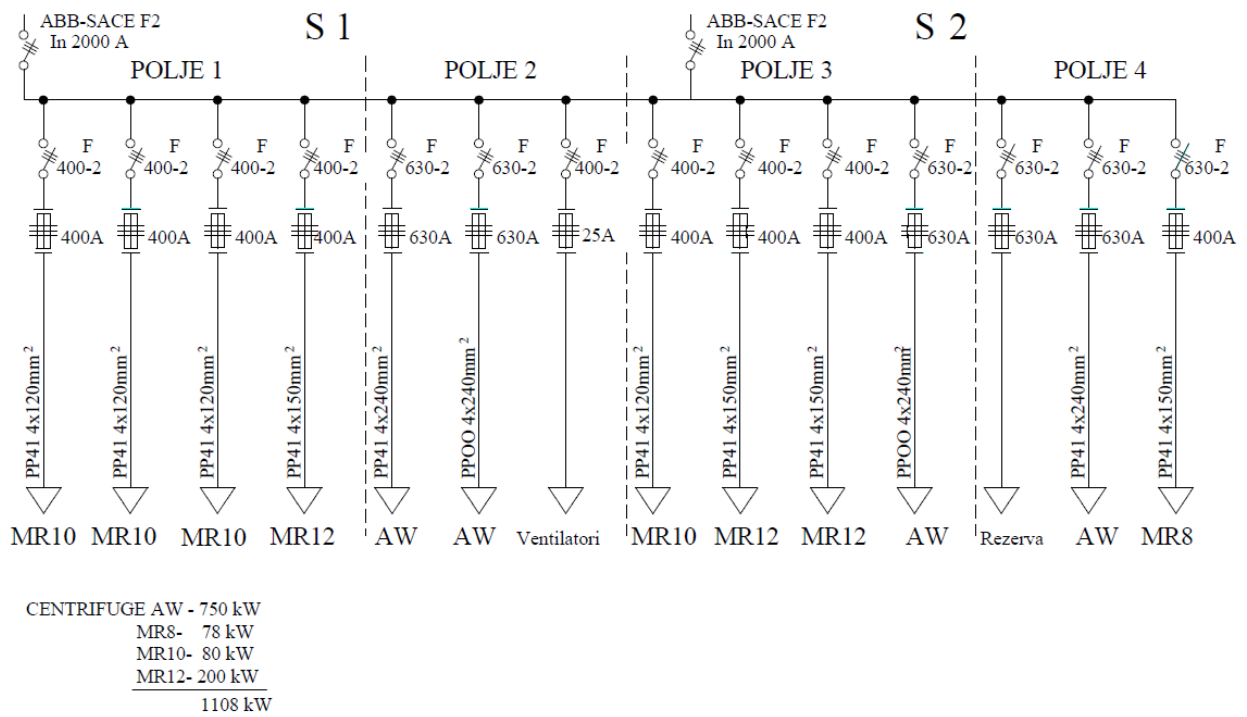 ABB-SACE F2
In 2000 A
S 1
ABB-SACE F2
In 2000 A
S 2
POLJE 1
POLJE 2
POLJE 3
POLJE 4
F
400-2
F
400-2
F
400-2
F
400-2
F
630-2
F
630-2
F
400-2
F
400-2
F
400-2
F
400-2
F
630-2
F
630-2
F
630-2
F
630-2
400A
400A
400A
400A
630A
630A
25A
400A
400A
400A
630A
630A
630A
400A
PP41 4x120mm²
PP41 4x120mm²
PP41 4x120mm²
PP41 4x150mm²
PP41 4x240mm²
PPOO 4x240mm²
PP41 4x120mm²
PP41 4x150mm²
PP41 4x150mm²
PPOO 4x240mm²
PP41 4x240mm²
PP41 4x150mm²
MR10
MR10
MR10
MR12
AW
AW
Ventilatori
MR10
MR12
MR12
AW
Rezerva
AW
MR8
CENTRIFUGE AW - 750 kW
MR8- 78 kW
MR10- 80 kW
MR12- 200 kW
1108 kW